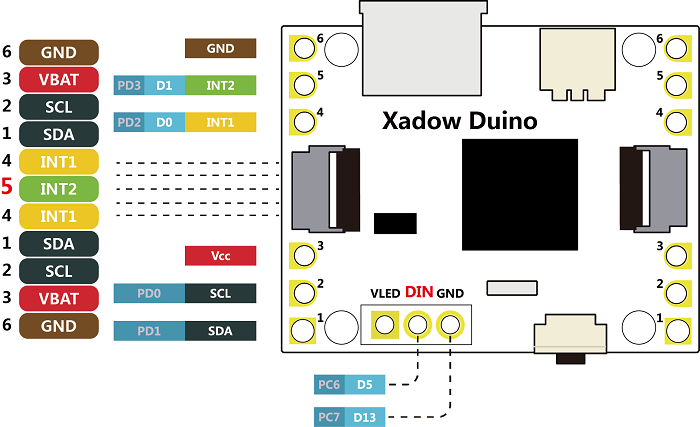 6 GND
3 VBAT
2 SCL
1 SDA
4 INT1
5 INT2
4 INT1
1 SDA
2 SCL
3 VBAT
6 GND
GND
PD3 D1 INT2
PD2 D0 INT1
Vcc
PD0 SCL
PD1 SDA
6 6
5 5
4 4
Xadow Duino
3 3
2 2
1 1
VLED DIN GND
PC6 D5
PC7 D13